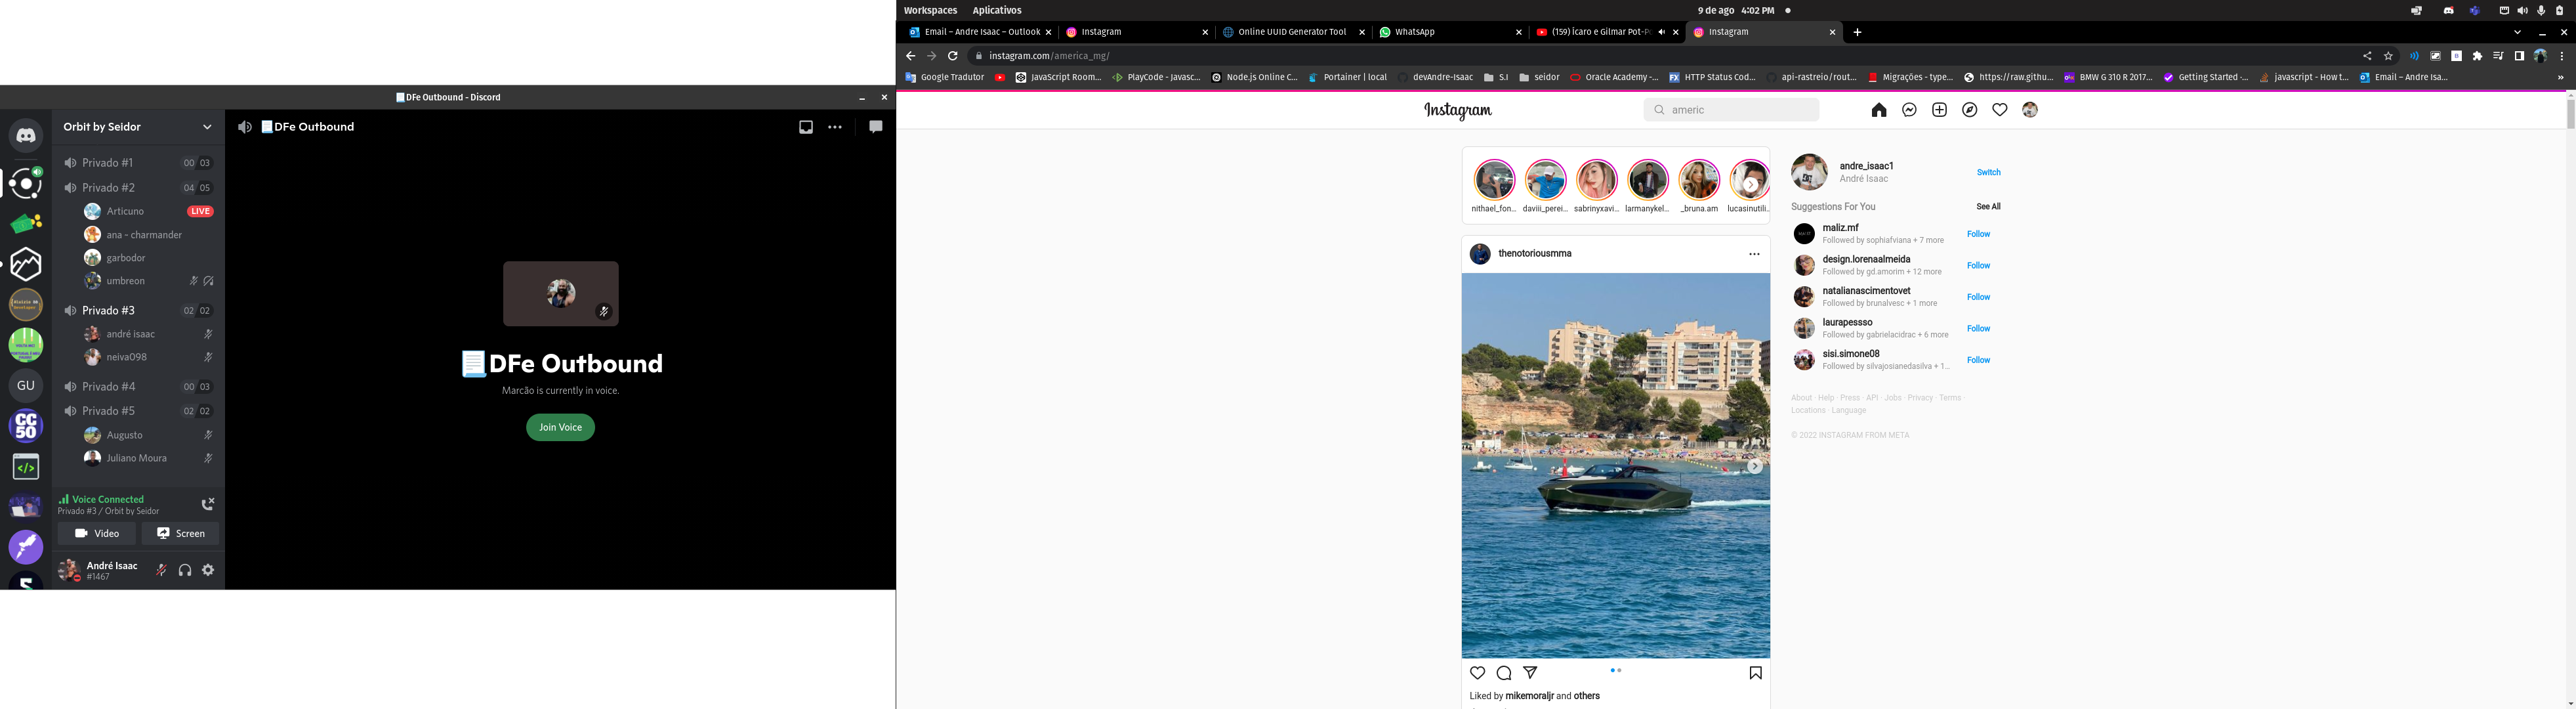 DFe Outbound - Discord
Orbit by Seidor
Privado #1 00 03
Privado #2 04 05
Articuno LIVE
ana - charmander
garbodor
umbreon
Privado #3 02 02
andré isaac
neiva098
Privado #4 00 03
Privado #5 02 02
Augusto
Juliano Moura
GU
CC
50
Voice Connected
Privado #3 / Orbit by Seidor
Video Screen
André Isaac
#1467
DFe Outbound
DFe Outbound
Marcão is currently in voice.
Join Voice
Workspaces Aplicativos 9 de ago 4:02 PM
Email – Andre Isaac – Outlook Instagram Online UUID Generator Tool WhatsApp (159) Ícaro e Gilmar Pot-P Instagram
instagram.com/america_mg/
Google Tradutor JavaScript Room... PlayCode - Javasc... Node.js Online C... Portainer | local devAndre-Isaac S.I seidor Oracle Academy -... HTTP Status Cod... api-rastreio/rout... Migrações - type... https://raw.githu... BMW G 310 R 2017... Getting Started -... javascript - How t... Email – Andre Isa... »
Instagram americ
nithael_fon... daviii_perei... sabrinyxavi... larmanykel... _bruna.am lucasinutili...
thenotoriousmma
Liked by mikemoraljr and others
andre_isaac1
André Isaac
Switch
Suggestions For You See All
maliz.mf
Followed by sophiafviana + 7 more
Follow
design.lorenaalmeida
Followed by gd.amorim + 12 more
Follow
natalianascimentovet
Followed by brunalvesc + 1 more
Follow
laurapessso
Followed by gabrielacidrac + 6 more
Follow
sisi.simone08
Followed by silvajosianedasilva + 1...
Follow
About · Help · Press · API · Jobs · Privacy · Terms ·
Locations · Language
© 2022 INSTAGRAM FROM META